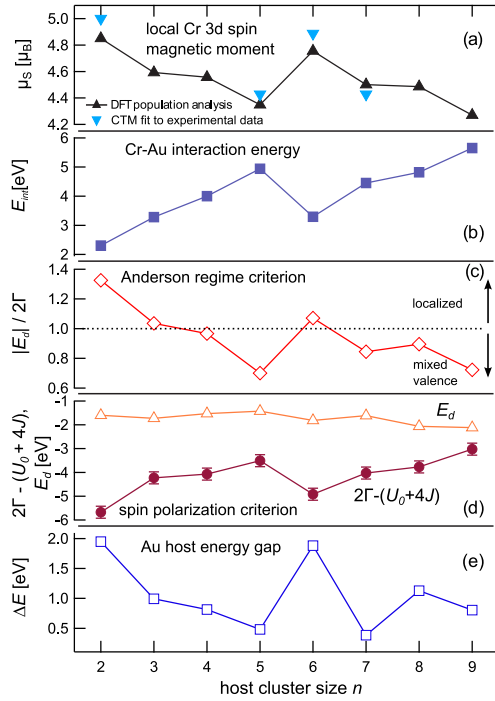 5.0
4.8
4.6
4.4
4.2
μS [μB]
local Cr 3d spin
magnetic moment
(a)
DFT population analysis
CTM fit to experimental data
6
5
4
3
2
Eint[eV]
Cr-Au interaction energy
(b)
1.4
1.2
1.0
0.8
0.6
|Ed| / 2Γ
Anderson regime criterion
(c)
localized
mixed
valence
-1
-2
-3
-4
-5
-6
2Γ - (U0 + 4J),
Ed [eV]
Ed
2Γ-(U0+4J)
spin polarization criterion
(d)
2.0
1.5
1.0
0.5
ΔE [eV]
Au host energy gap
(e)
2 3 4 5 6 7 8 9
host cluster size n